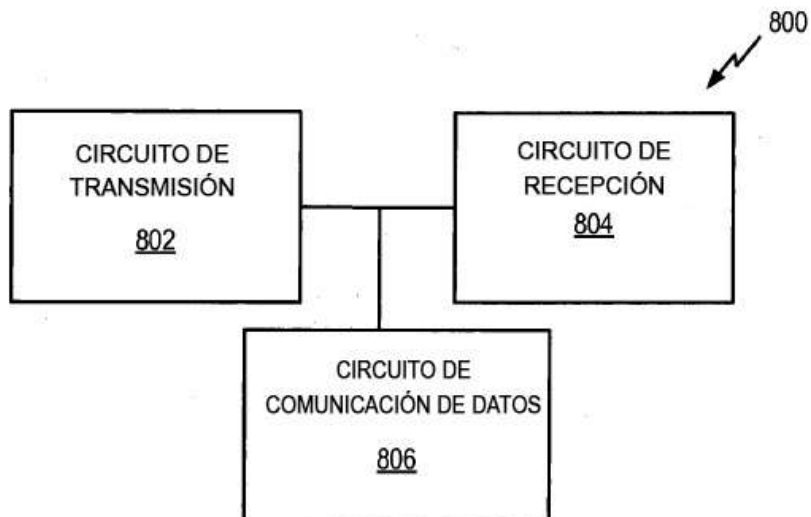 800
CIRCUITO DE
TRANSMISIÓN
802
CIRCUITO DE
RECEPCIÓN
804
CIRCUITO DE
COMUNICACIÓN DE DATOS
806